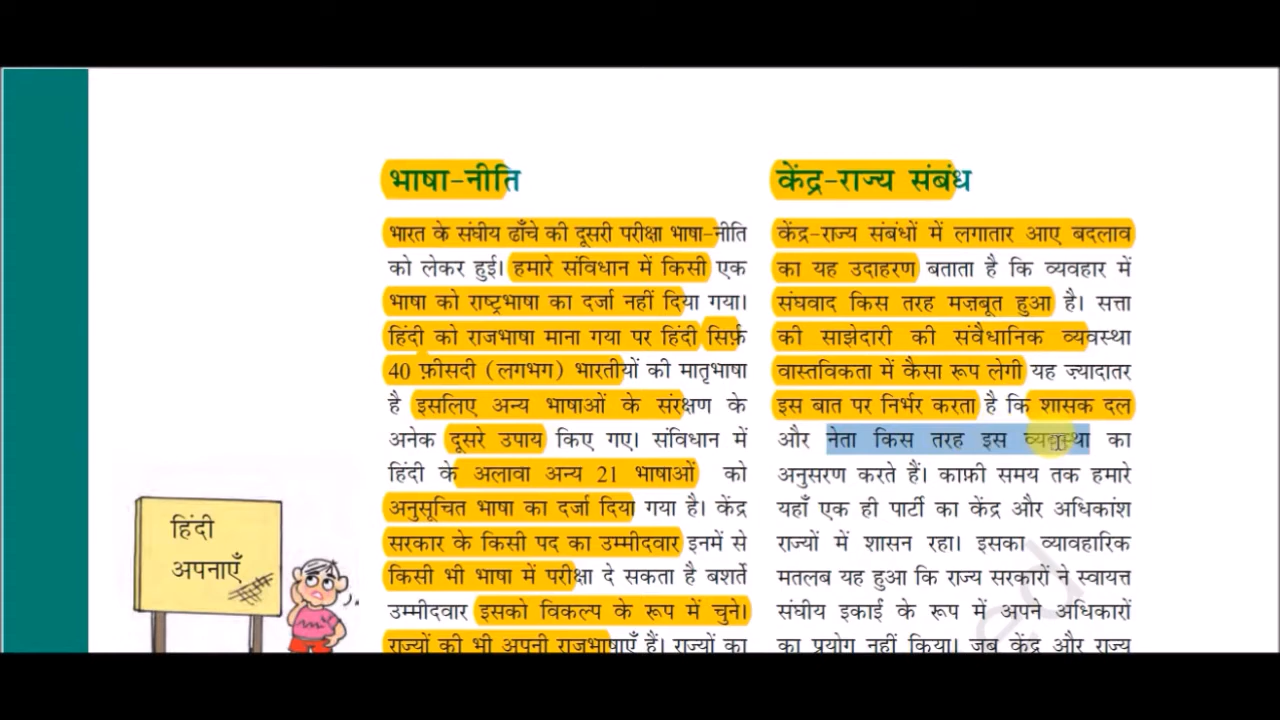 भाषा-नीति
भारत के संघीय ढाँचे की दूसरी परीक्षा भाषा-नीति
को लेकर हुई। हमारे संविधान में किसी एक
भाषा को राष्ट्रभाषा का दर्जा नहीं दिया गया।
हिंदी को राजभाषा माना गया पर हिंदी सिर्फ़
40 फ़ीसदी (लगभग) भारतीयों की मातृभाषा
है इसलिए अन्य भाषाओं के संरक्षण के
अनेक दूसरे उपाय किए गए। संविधान में
हिंदी के अलावा अन्य 21 भाषाओं को
अनुसूचित भाषा का दर्जा दिया गया है। केंद्र
सरकार के किसी पद का उम्मीदवार इनमें से
किसी भी भाषा में परीक्षा दे सकता है बशर्ते
उम्मीदवार इसको विकल्प के रूप में चुने।
राज्यों की भी अपनी राजभाषाएँ हैं। राज्यों का
केंद्र-राज्य संबंध
केंद्र-राज्य संबंधों में लगातार आए बदलाव
का यह उदाहरण बताता है कि व्यवहार में
संघवाद किस तरह मज़बूत हुआ है। सत्ता
की साझेदारी की संवैधानिक व्यवस्था
वास्तविकता में कैसा रूप लेगी यह ज़्यादातर
इस बात पर निर्भर करता है कि शासक दल
और नेता किस तरह इस व्यवस्था का
अनुसरण करते हैं। काफ़ी समय तक हमारे
यहाँ एक ही पार्टी का केंद्र और अधिकांश
राज्यों में शासन रहा। इसका व्यावहारिक
मतलब यह हुआ कि राज्य सरकारों ने स्वायत्त
संघीय इकाई के रूप में अपने अधिकारों
का प्रयोग नहीं किया। जब केंद्र और राज्य
हिंदी
अपनाएँ
ed